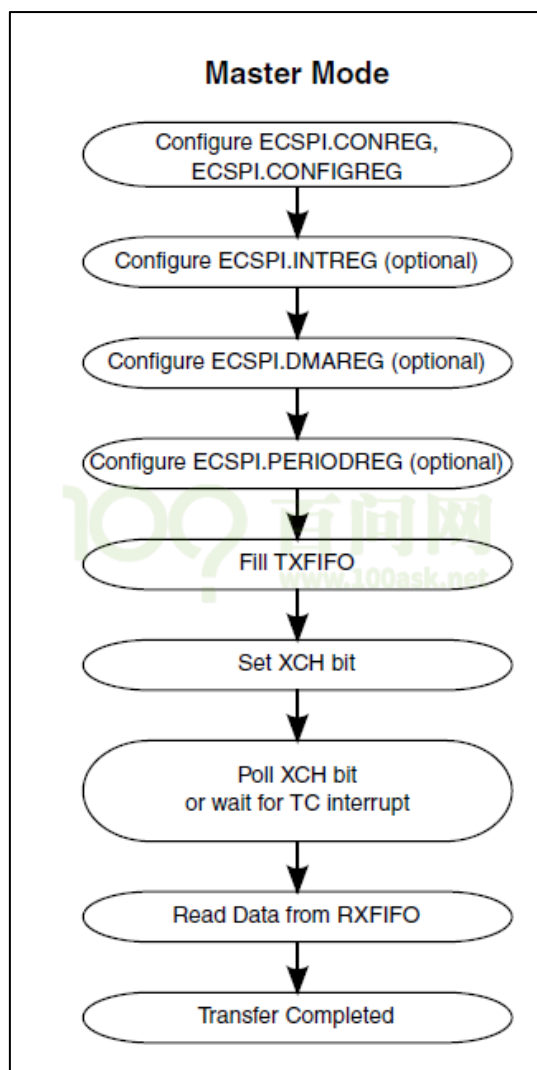 Master Mode
Configure ECSPI.CONREG,
ECSPI.CONFIGREG
Configure ECSPI.INTREG (optional)
Configure ECSPI.DMAREG (optional)
Configure ECSPI.PERIODREG (optional)
百问网
Fill TXFIFO
www.100ask.net
Set XCH bit
Poll XCH bit
or wait for TC interrupt
Read Data from RXFIFO
Transfer Completed